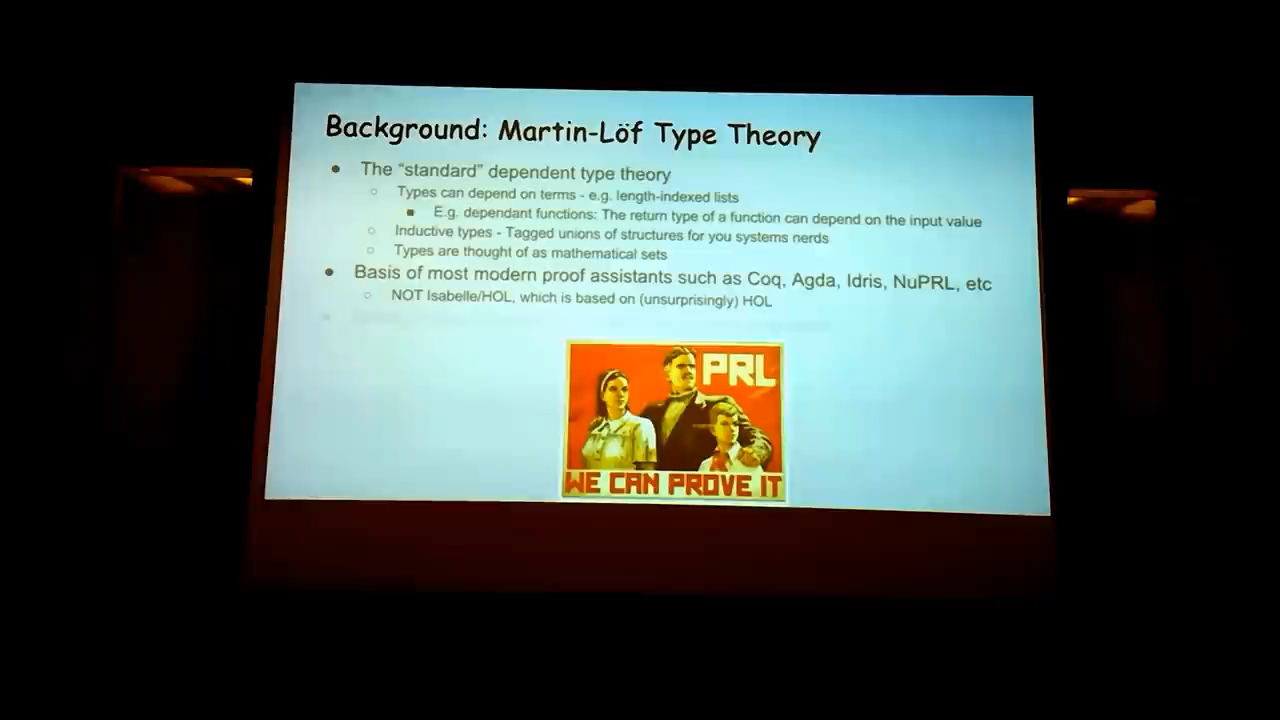 Background: Martin-Löf Type Theory
● The “standard” dependent type theory
○ Types can depend on terms - e.g. length-indexed lists
■ E.g. dependant functions: The return type of a function can depend on the input value
○ Inductive types - Tagged unions of structures for you systems nerds
○ Types are thought of as mathematical sets
● Basis of most modern proof assistants such as Coq, Agda, Idris, NuPRL, etc
○ NOT Isabelle/HOL, which is based on (unsurprisingly) HOL
PRL
WE CAN PROVE IT